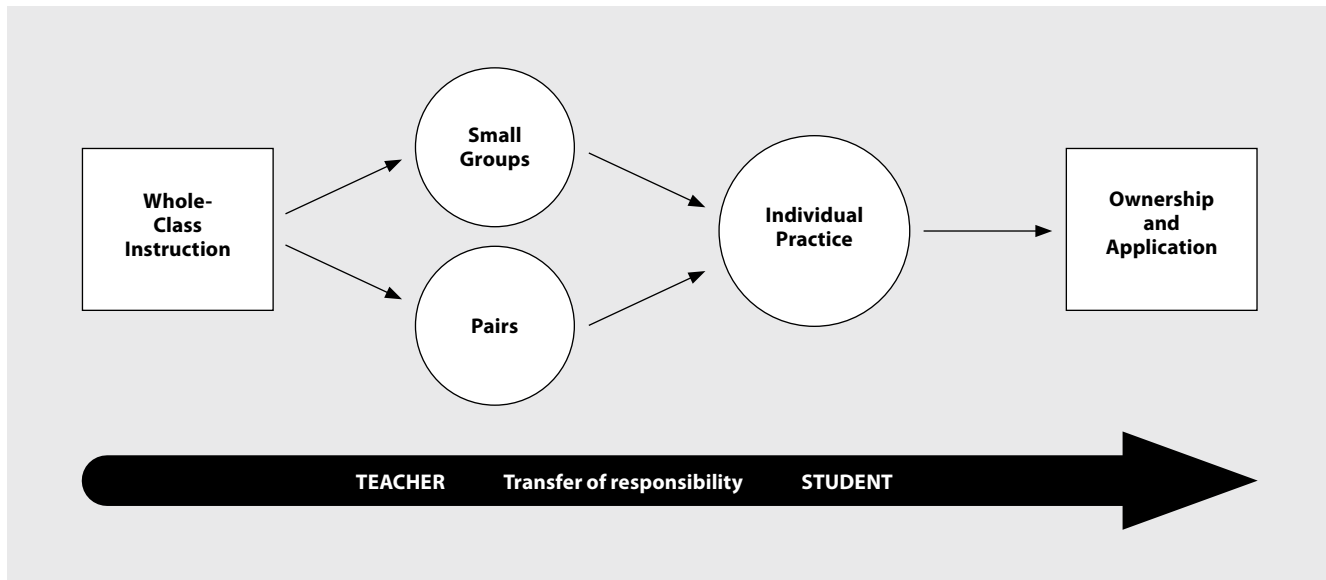 Whole-
Class
Instruction
Small
Groups
Pairs
Individual
Practice
Ownership
and
Application
TEACHER Transfer of responsibility STUDENT